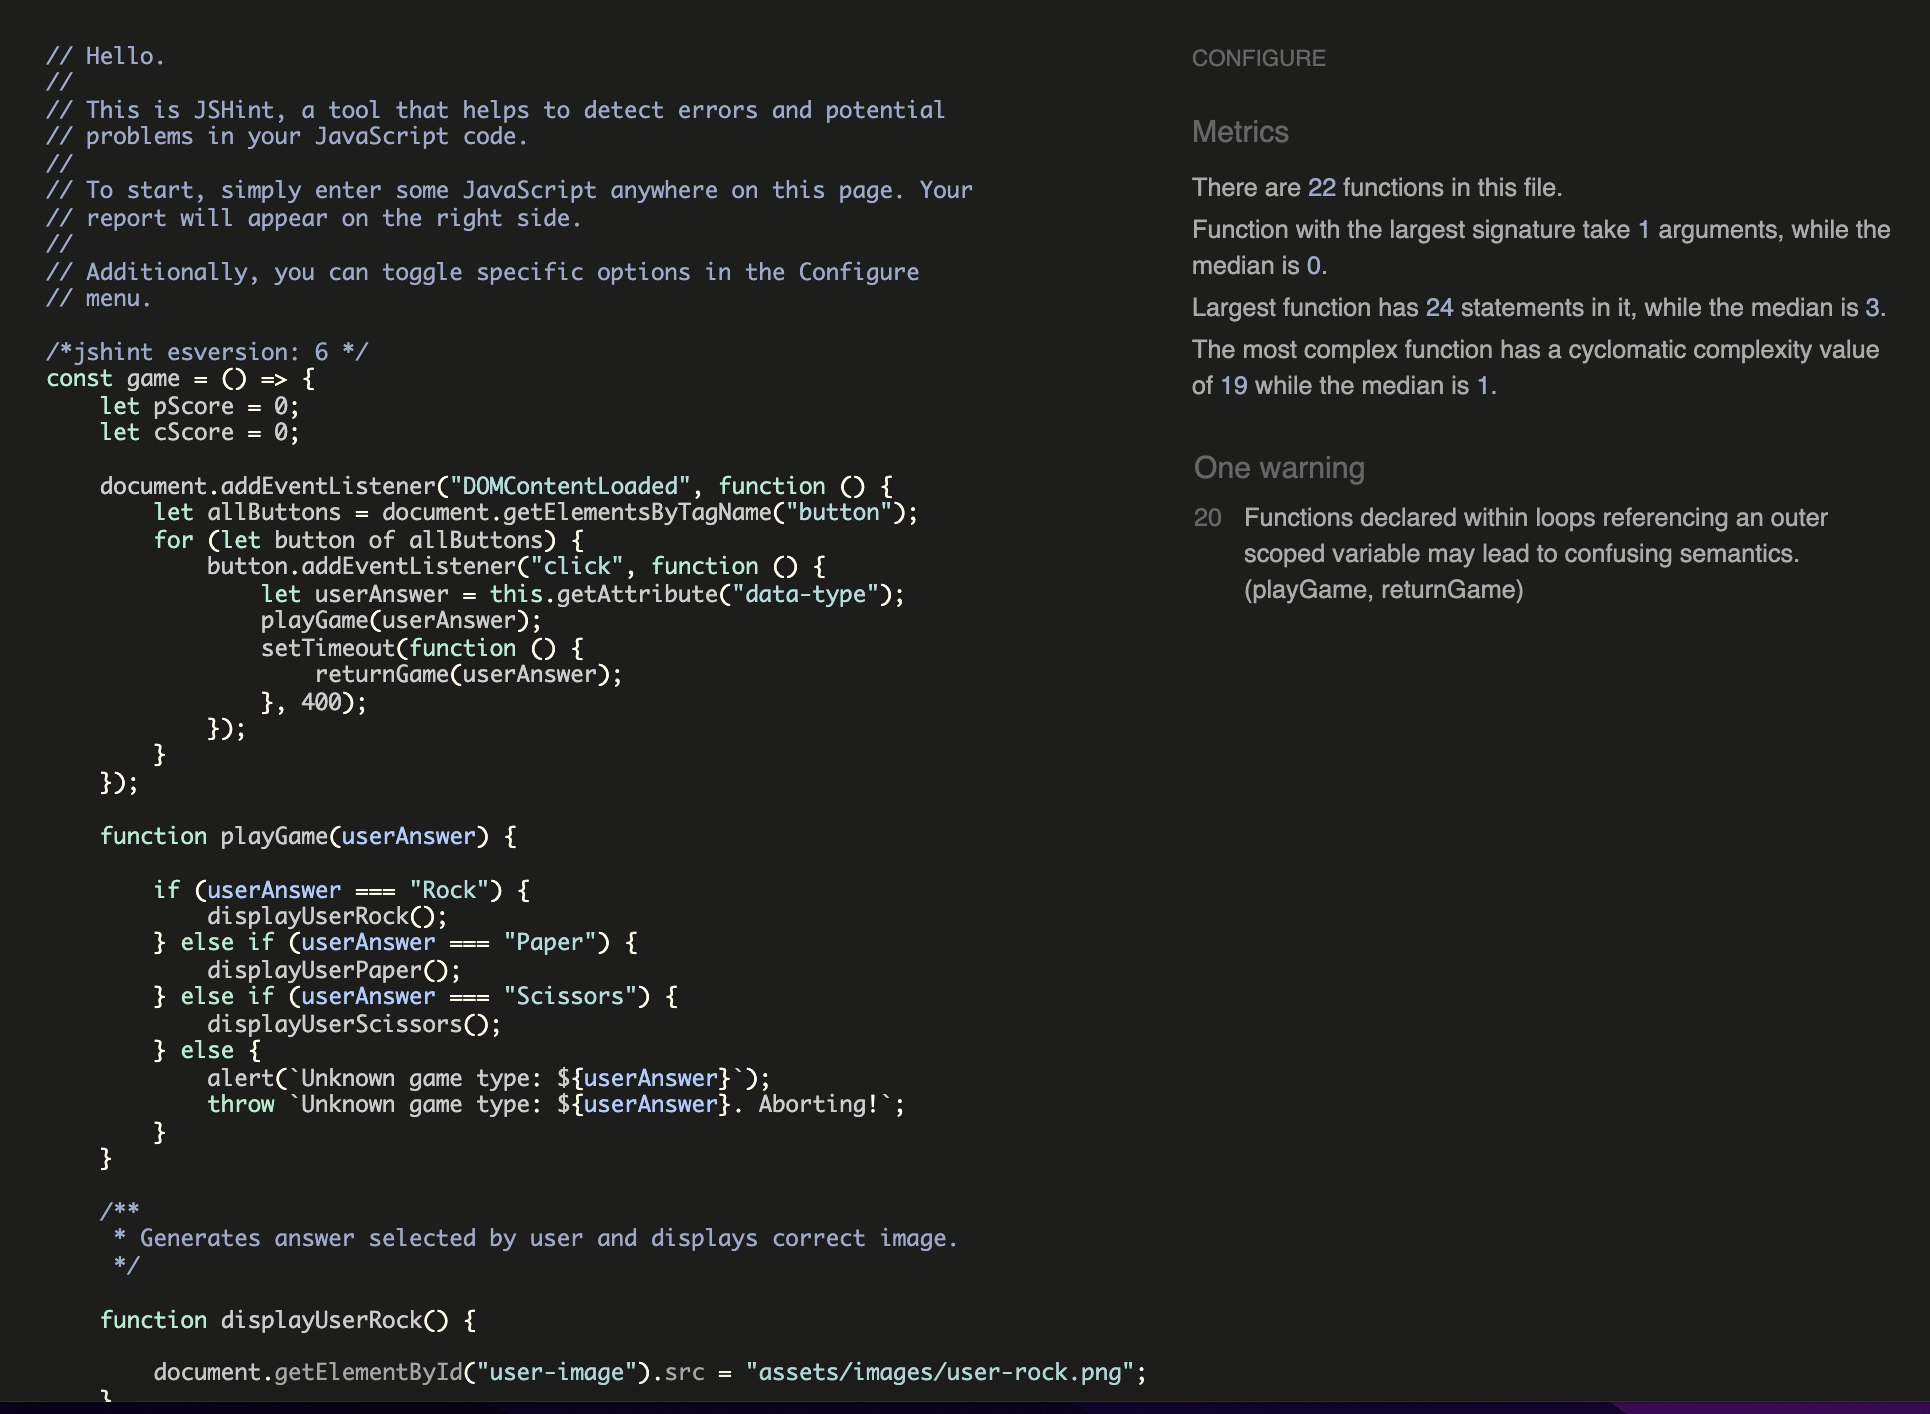 // Hello.
//
// This is JSHint, a tool that helps to detect errors and potential
// problems in your JavaScript code.
//
// To start, simply enter some JavaScript anywhere on this page. Your
// report will appear on the right side.
//
// Additionally, you can toggle specific options in the Configure
// menu.

/*jshint esversion: 6 */
const game = () => {
    let pScore = 0;
    let cScore = 0;

    document.addEventListener("DOMContentLoaded", function () {
        let allButtons = document.getElementsByTagName("button");
        for (let button of allButtons) {
            button.addEventListener("click", function () {
                let userAnswer = this.getAttribute("data-type");
                playGame(userAnswer);
                setTimeout(function () {
                    returnGame(userAnswer);
                }, 400);
            });
        }
    });

    function playGame(userAnswer) {

        if (userAnswer === "Rock") {
            displayUserRock();
        } else if (userAnswer === "Paper") {
            displayUserPaper();
        } else if (userAnswer === "Scissors") {
            displayUserScissors();
        } else {
            alert(`Unknown game type: ${userAnswer}`);
            throw `Unknown game type: ${userAnswer}. Aborting!`;
        }
    }

    /**
     * Generates answer selected by user and displays correct image.
     */

    function displayUserRock() {

        document.getElementById("user-image").src = "assets/images/user-rock.png";
    }
CONFIGURE
Metrics
There are 22 functions in this file.
Function with the largest signature take 1 arguments, while the
median is 0.
Largest function has 24 statements in it, while the median is 3.
The most complex function has a cyclomatic complexity value
of 19 while the median is 1.
One warning
20 Functions declared within loops referencing an outer
scoped variable may lead to confusing semantics.
(playGame, returnGame)